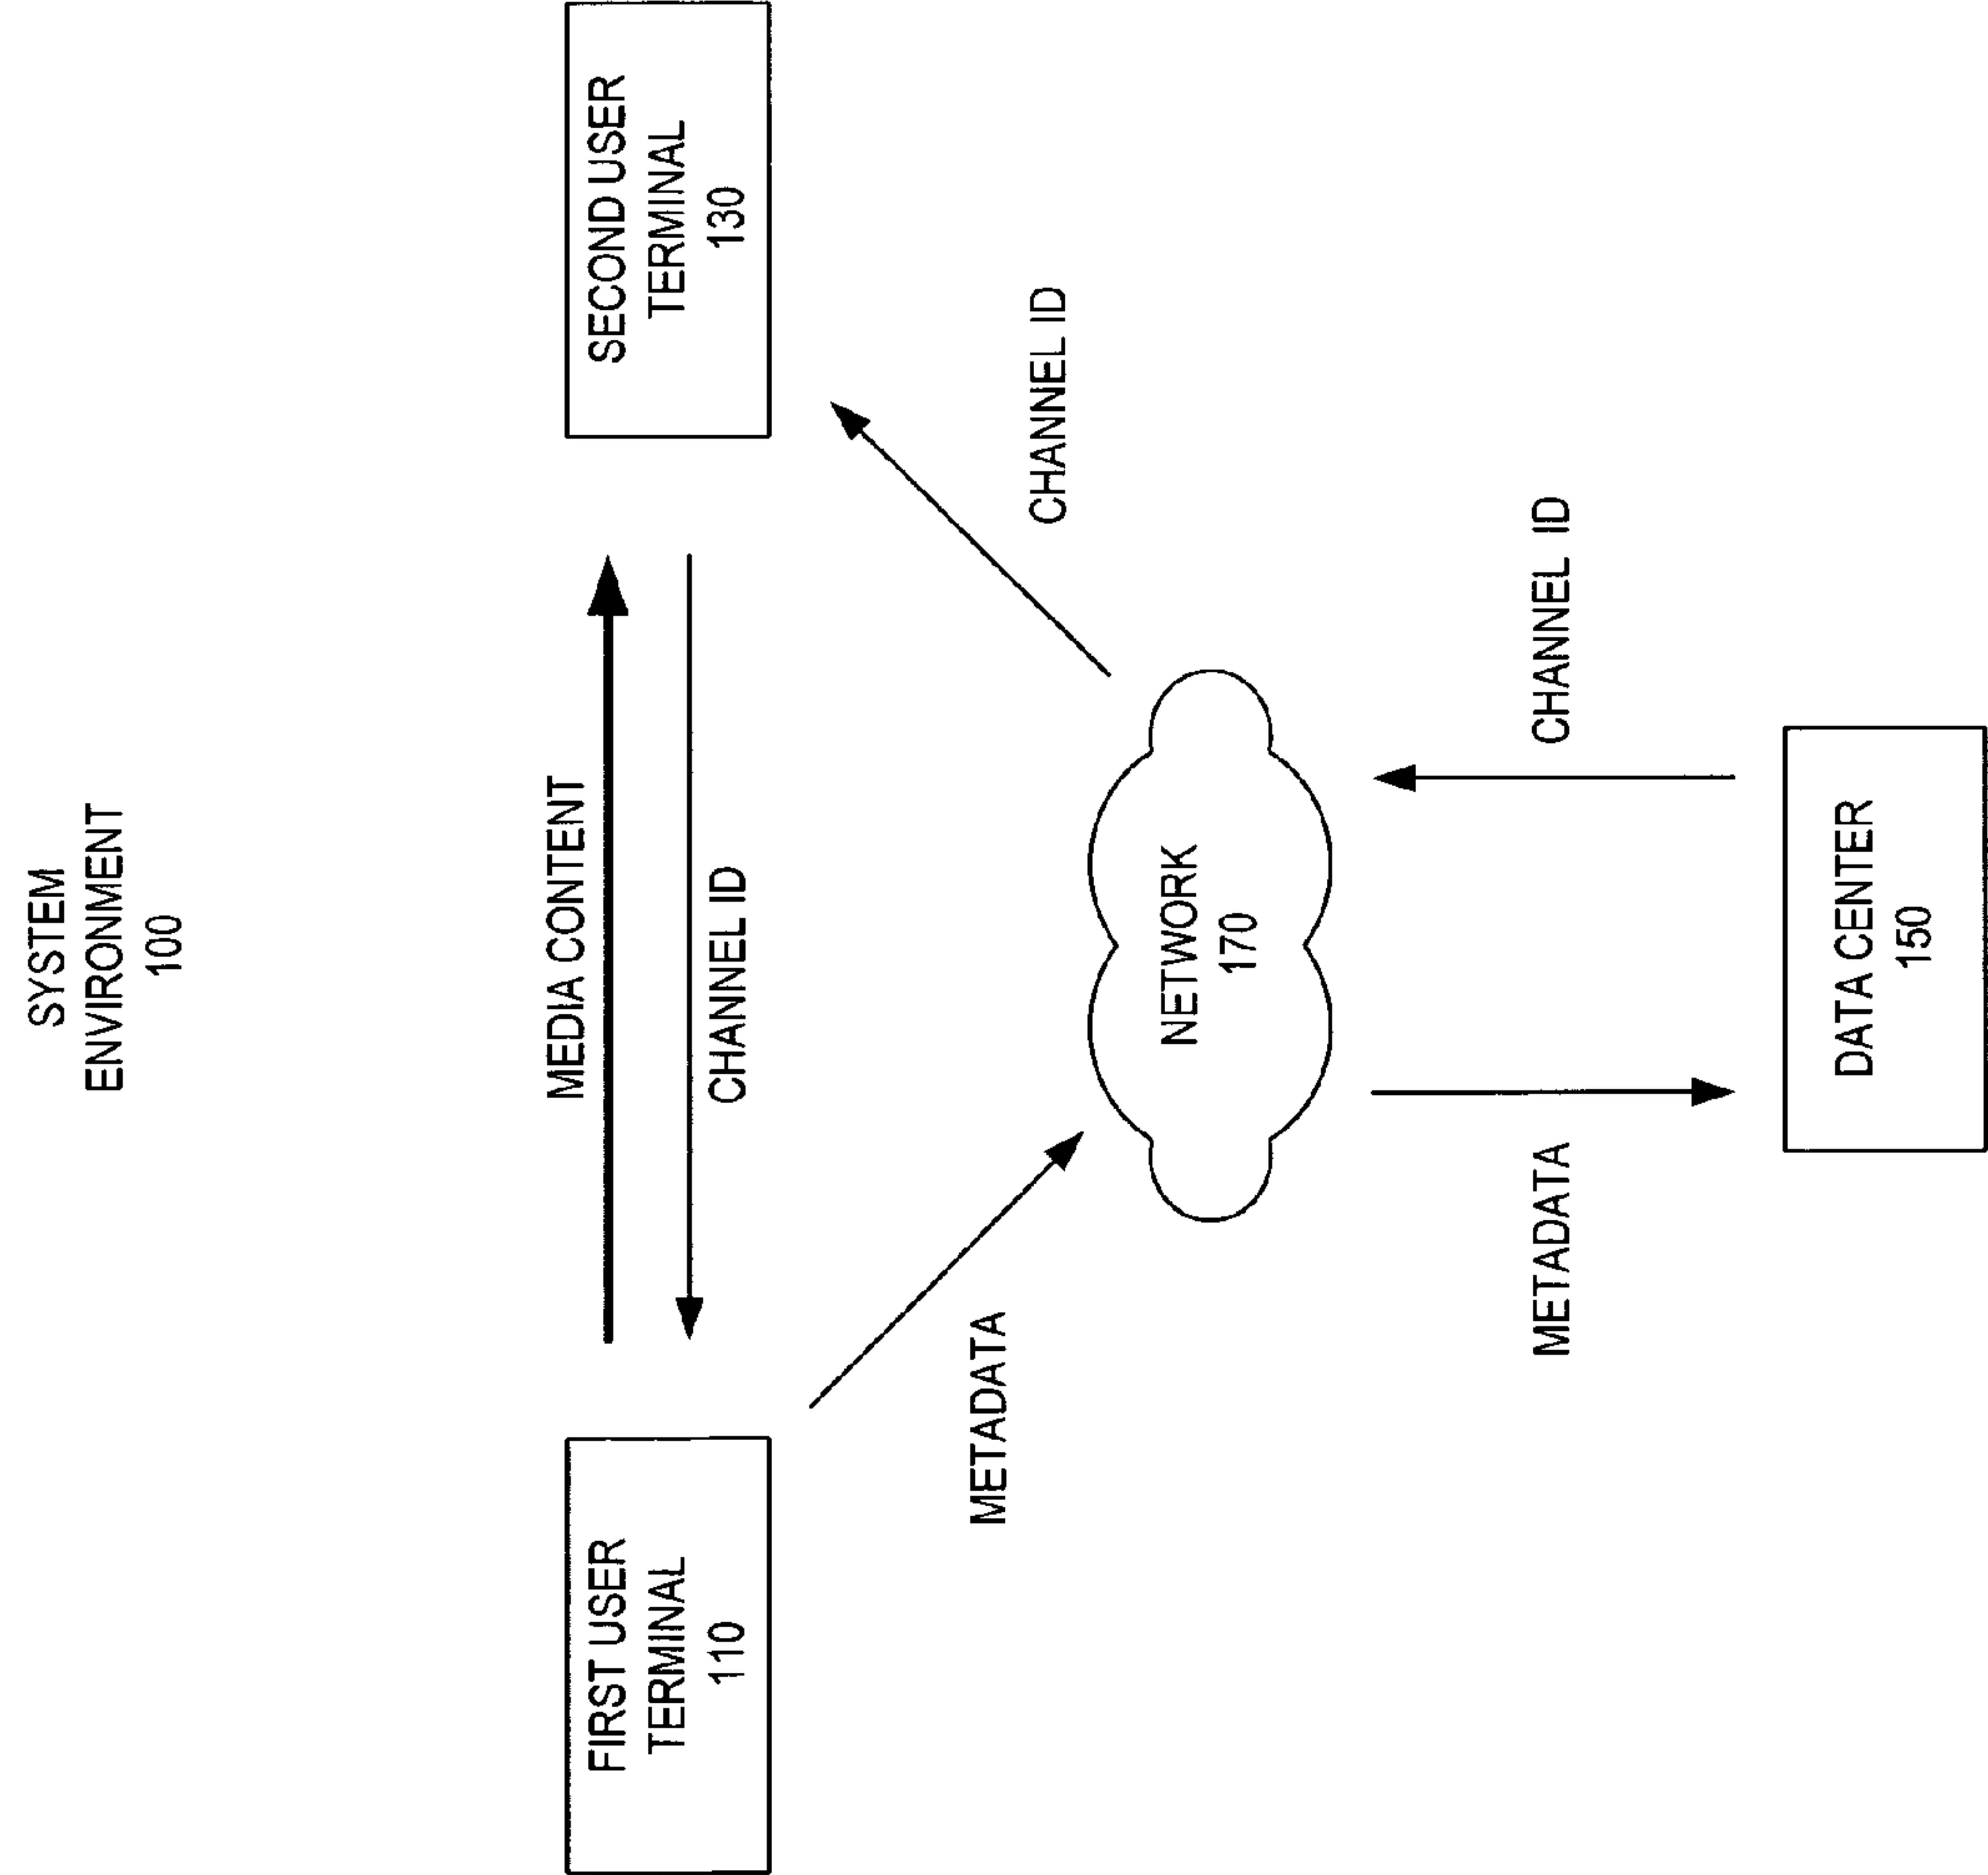 SYSTEM
ENVIRONMENT
100
MEDIA CONTENT
CHANNEL ID
FIRST USER
TERMINAL
110
SECOND USER
TERMINAL
130
METADATA
CHANNEL ID
NETWORK
170
METADATA
CHANNEL ID
DATA CENTER
150